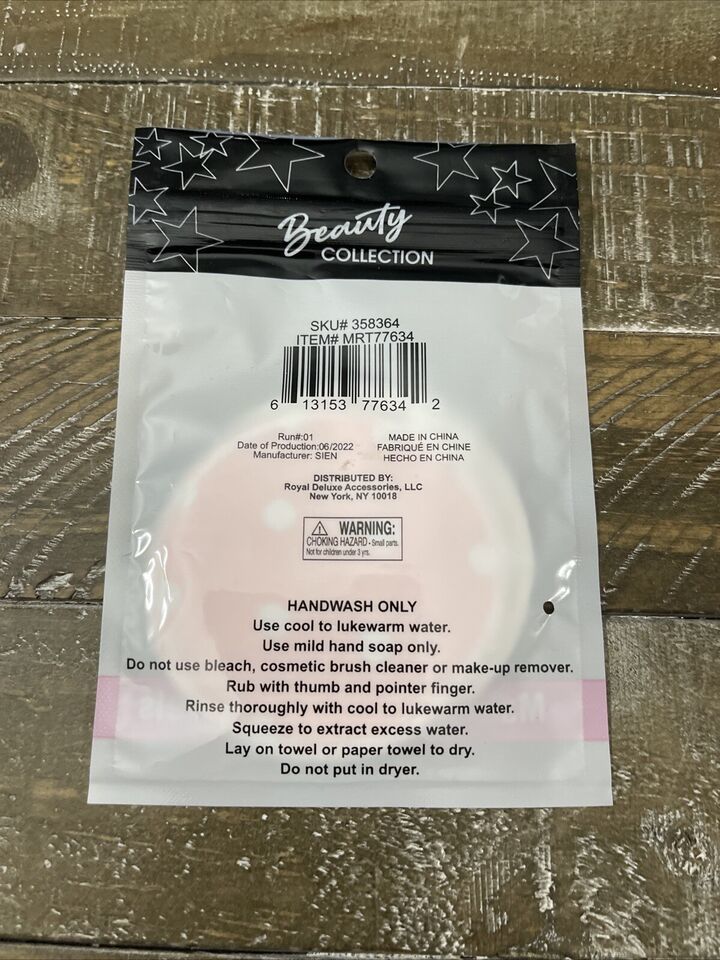 Beauty
COLLECTION
SKU# 358364
ITEM# MRT77634
6 13153 77634 2
Run#:01
Date of Production:06/2022
Manufacturer: SIEN
MADE IN CHINA
FABRIQUÉ EN CHINE
HECHO EN CHINA
DISTRIBUTED BY:
Royal Deluxe Accessories, LLC
New York, NY 10018
WARNING:
CHOKING HAZARD - Small parts.
Not for children under 3 yrs.
HANDWASH ONLY
Use cool to lukewarm water.
Use mild hand soap only.
Do not use bleach, cosmetic brush cleaner or make-up remover.
Rub with thumb and pointer finger.
Rinse thoroughly with cool to lukewarm water.
Squeeze to extract excess water.
Lay on towel or paper towel to dry.
Do not put in dryer.